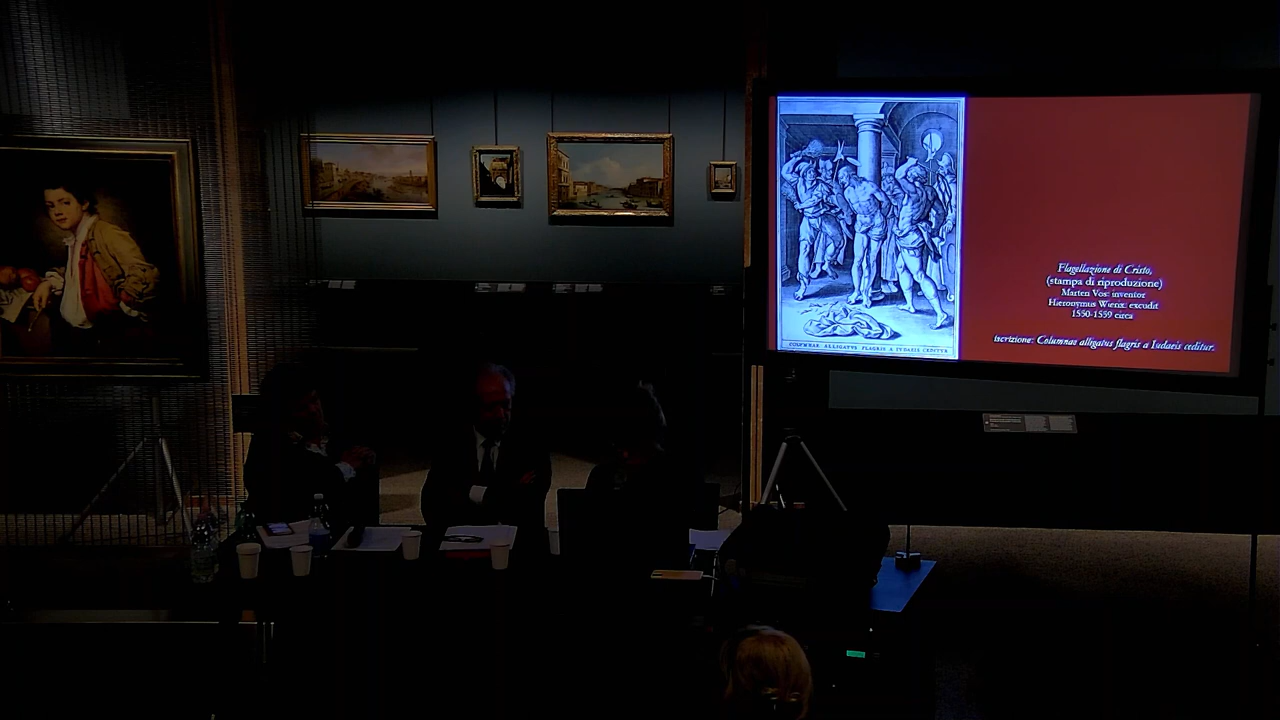 Flagellazione di Cristo,
(stampa di riproduzione)
Marten Vos: inventor
Hieronymus Wierix excudit
1550-1559 circa
iscrizione: Columnae alligatus flagris a Iudaeis ceditur.
COLVMNAE ALLIGATVS FLAGRIS A IVDAEIS CEDITVR